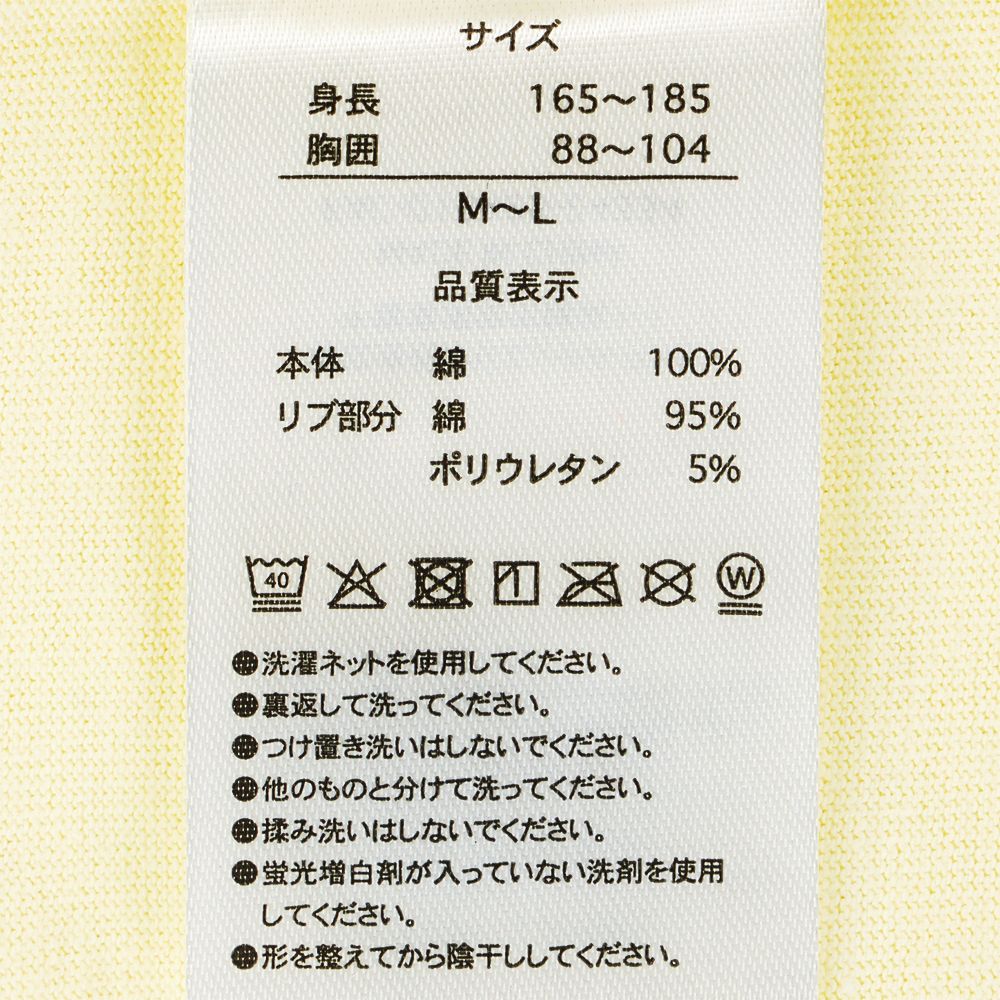 サイズ
身長 165〜185
胸囲 88〜104
M〜L
品質表示
本体 綿 100%
リブ部分 綿 95%
ポリウレタン 5%
40 W
●洗濯ネットを使用してください。
●裏返して洗ってください。
●つけ置き洗いはしないでください。
●他のものと分けて洗ってください。
●揉み洗いはしないでください。
●蛍光増白剤が入っていない洗剤を使用
してください。
●形を整えてから陰干ししてください。